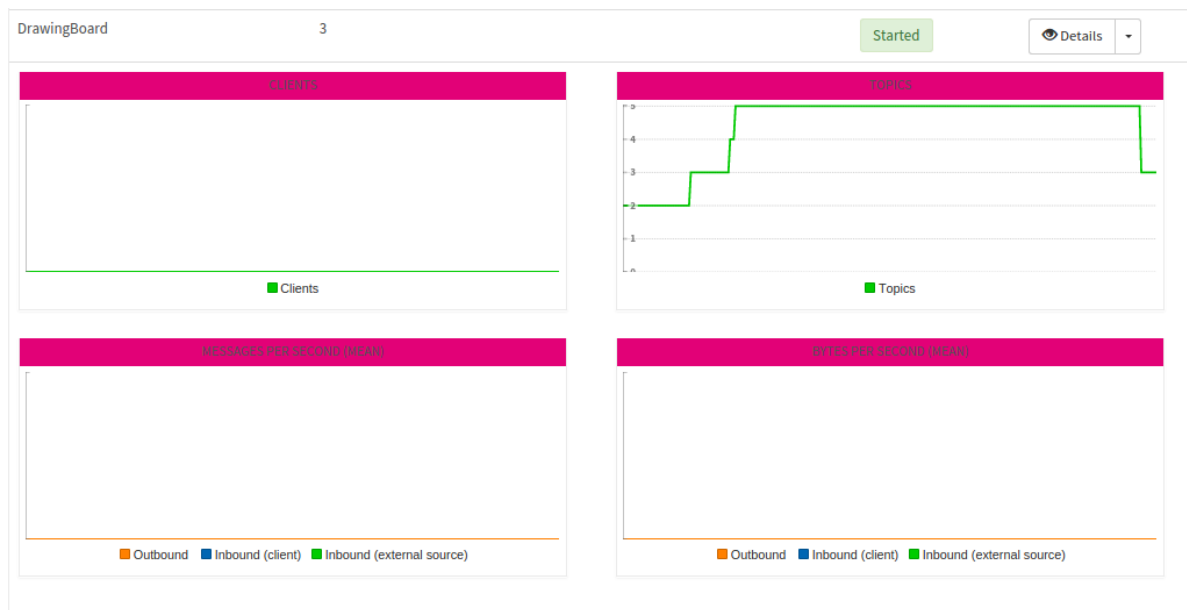 DrawingBoard 3 Started Details
CLIENTS
Clients
TOPICS
5
4
3
2
1
0
Topics
MESSAGES PER SECOND (MEAN)
Outbound Inbound (client) Inbound (external source)
BYTES PER SECOND (MEAN)
Outbound Inbound (client) Inbound (external source)